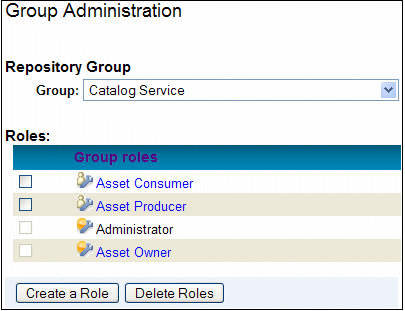 Group Administration
Repository Group
Group: Catalog Service
Roles:
Group roles
Asset Consumer
Asset Producer
Administrator
Asset Owner
Create a Role Delete Roles